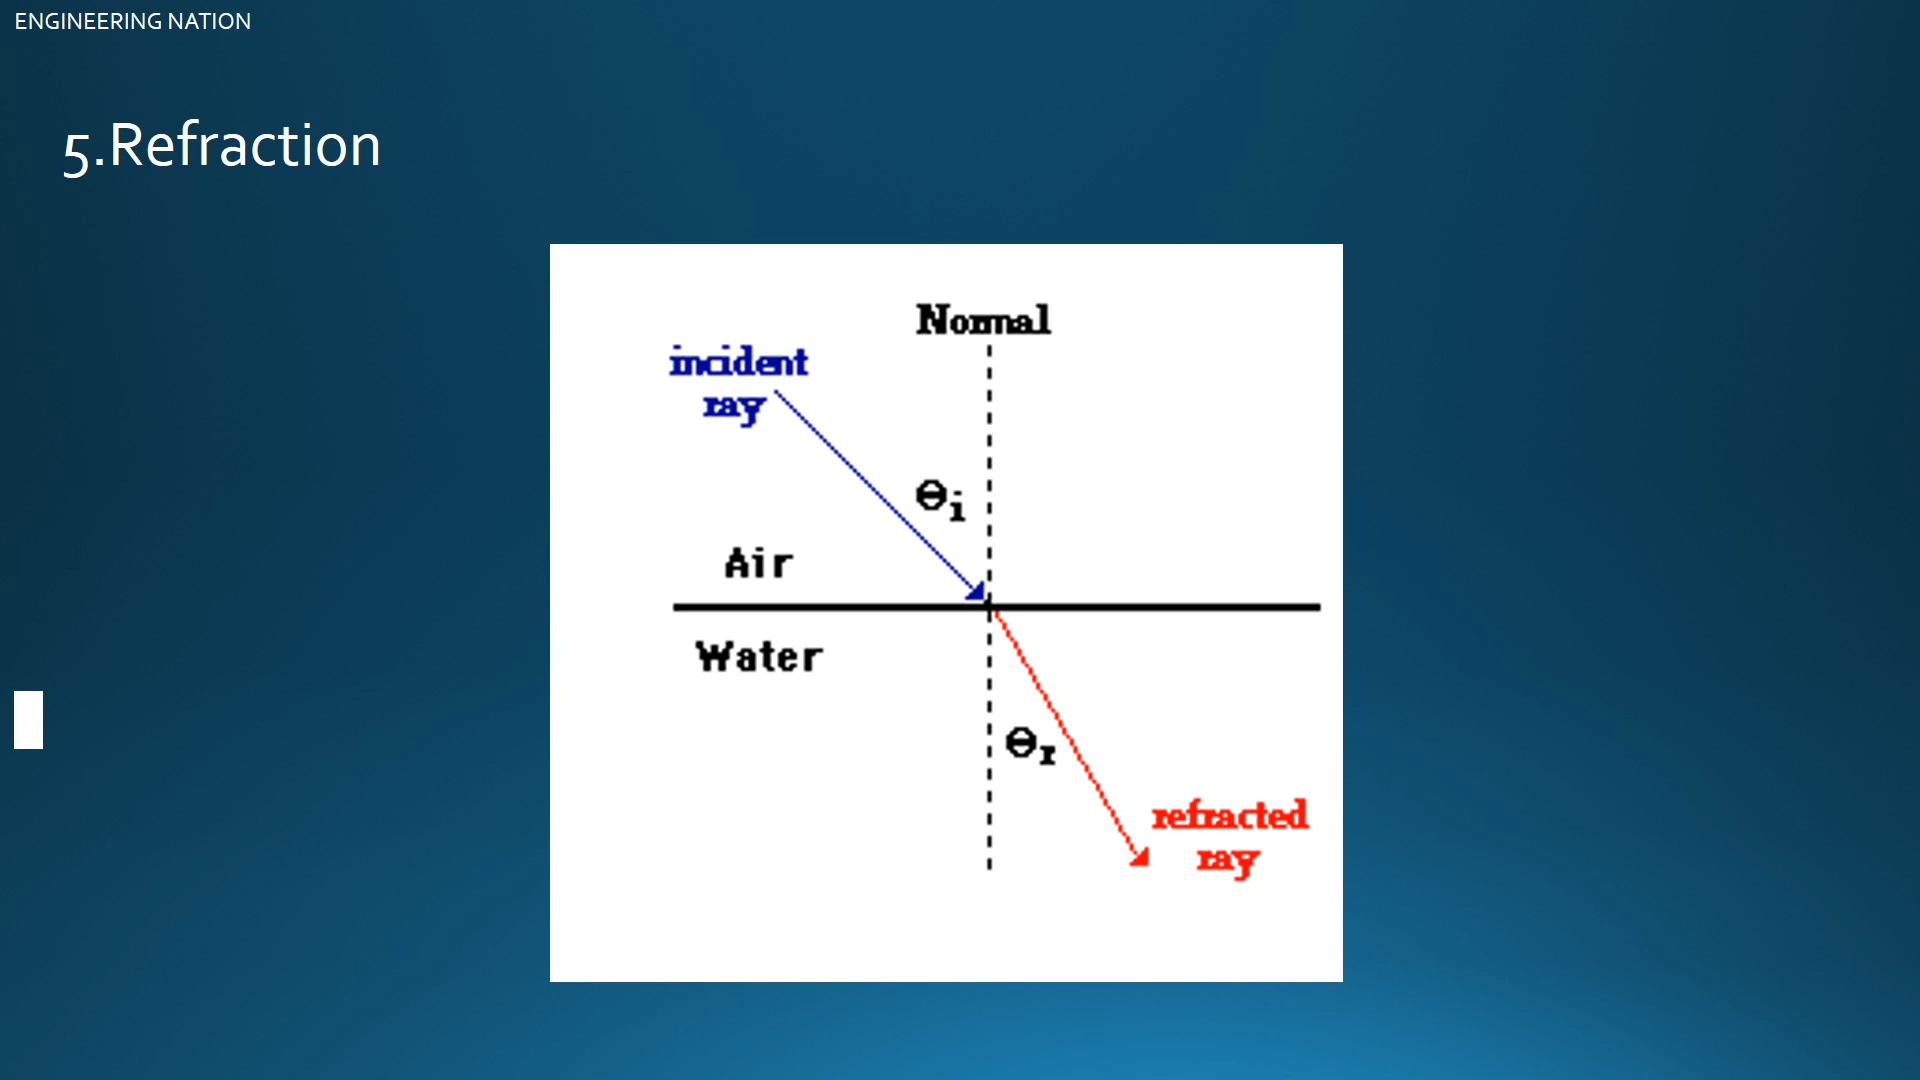 ENGINEERING NATION
5.Refraction
Normal
incident
ray
Θi
Air
Water
Θr
refracted
ray